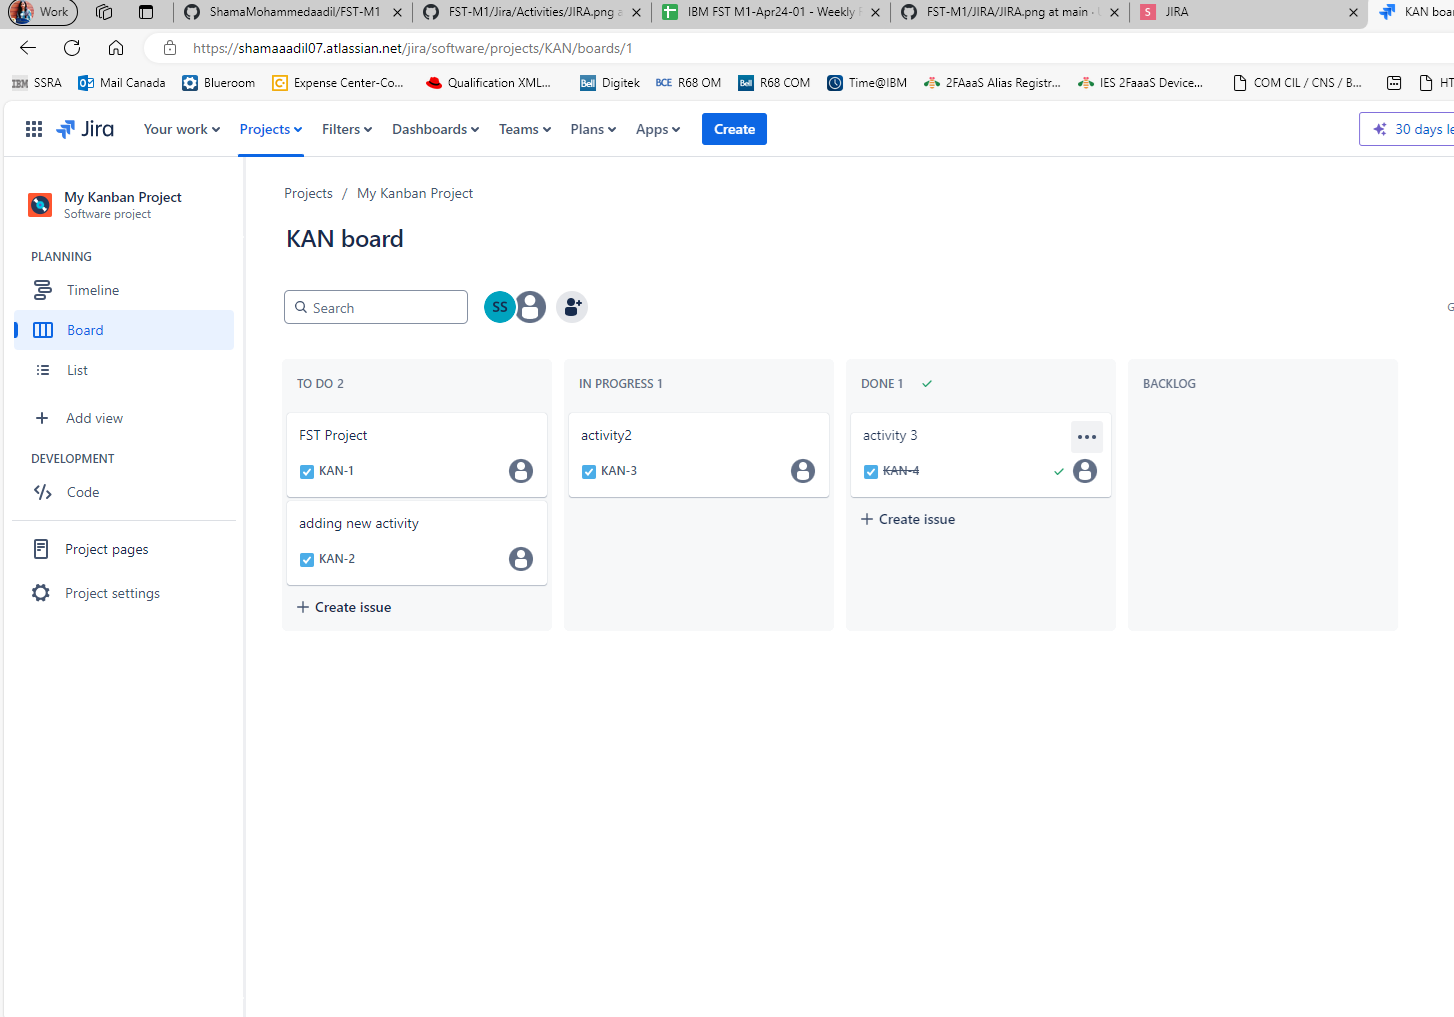 Work
ShamaMohammedaadil/FST-M1
FST-M1/Jira/Activities/JIRA.png a
IBM FST M1-Apr24-01 - Weekly
FST-M1/JIRA/JIRA.png at main ·
S JIRA
KAN boar
https://shamaaadil07.atlassian.net/jira/software/projects/KAN/boards/1
IBM SSRA
Mail Canada
Blueroom
Expense Center-Co...
Qualification XML...
Bell Digitek
BCE R68 OM
Bell R68 COM
Time@IBM
2FAaaS Alias Registr...
IES 2FaaaS Device...
COM CIL / CNS / B...
HT
Jira
Your work
Projects
Filters
Dashboards
Teams
Plans
Apps
Create
30 days le
My Kanban Project
Software project
PLANNING
Timeline
Board
List
Add view
DEVELOPMENT
Code
Project pages
Project settings
Projects / My Kanban Project
KAN board
Search
SS
G
TO DO 2
FST Project
KAN-1
adding new activity
KAN-2
+ Create issue
IN PROGRESS 1
activity2
KAN-3
DONE 1
activity 3
KAN-4
+ Create issue
BACKLOG